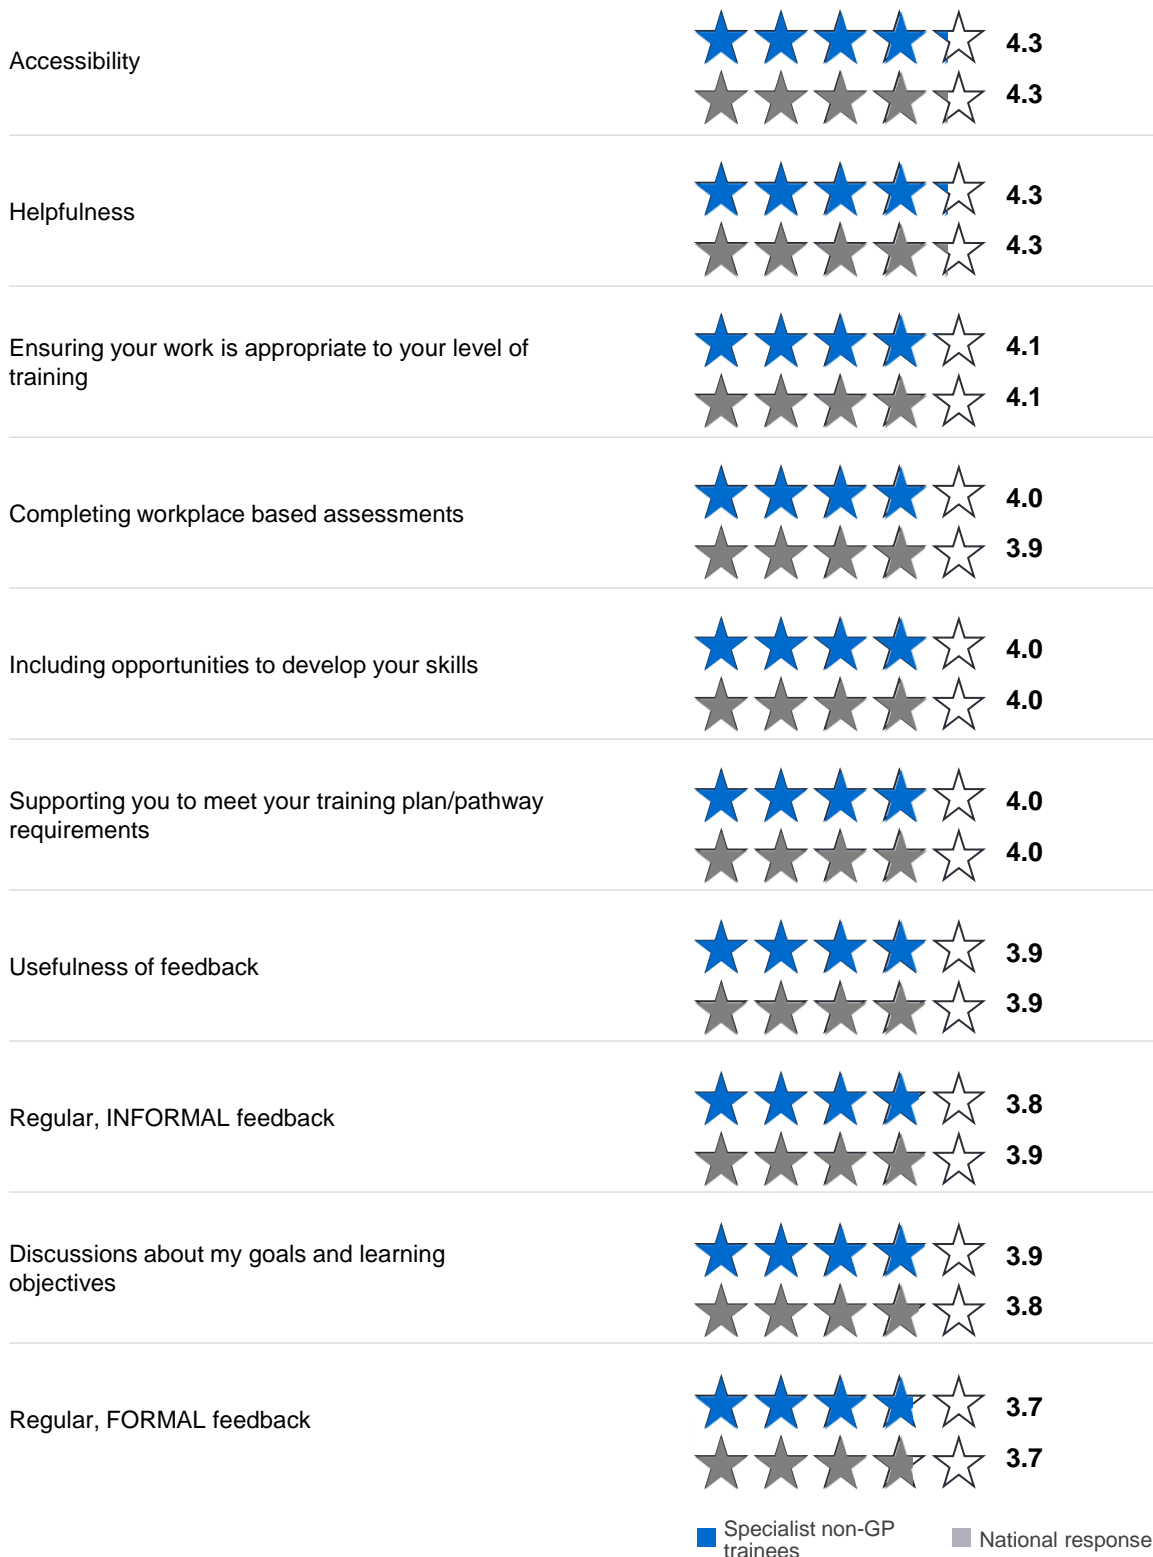 Accessibility
4.3
4.3
Helpfulness
4.3
4.3
Ensuring your work is appropriate to your level of
training
4.1
4.1
Completing workplace based assessments
4.0
3.9
Including opportunities to develop your skills
4.0
4.0
Supporting you to meet your training plan/pathway
requirements
4.0
4.0
Usefulness of feedback
3.9
3.9
Regular, INFORMAL feedback
3.8
3.9
Discussions about my goals and learning
objectives
3.9
3.8
Regular, FORMAL feedback
3.7
3.7
Specialist non-GP
trainees
National response